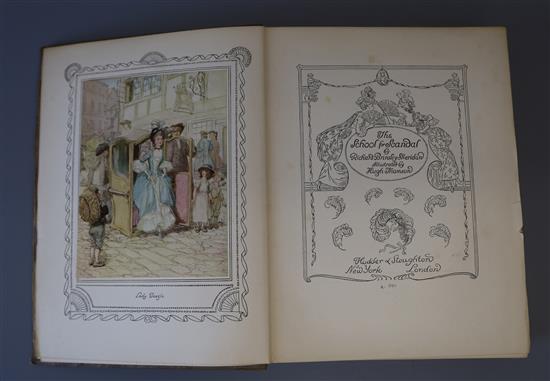 Lady Teazle
The
School for Scandal
by
Richard Brinsley Sheridan
Illustrated by
Hugh Thomson
Hodder & Stoughton
New York London